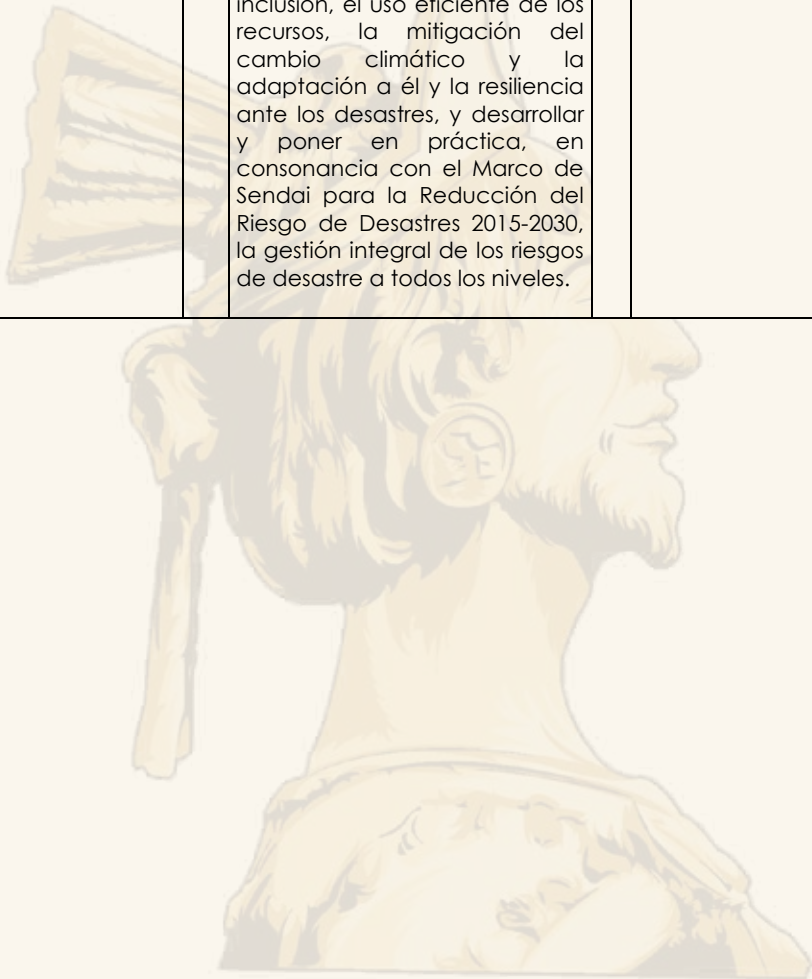 inclusión, el uso eficiente de los
recursos, la mitigación del
cambio climático y la
adaptación a él y la resiliencia
ante los desastres, y desarrollar
y poner en práctica, en
consonancia con el Marco de
Sendai para la Reducción del
Riesgo de Desastres 2015-2030,
la gestión integral de los riesgos
de desastre a todos los niveles.